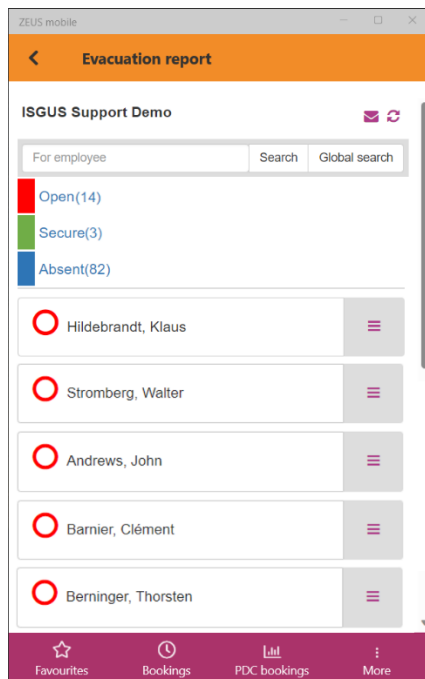 ZEUS mobile
Evacuation report
ISGUS Support Demo
For employee Search Global search
Open(14)
Secure(3)
Absent(82)
Hildebrandt, Klaus
Stromberg, Walter
Andrews, John
Barnier, Clément
Berninger, Thorsten
Favourites Bookings PDC bookings More